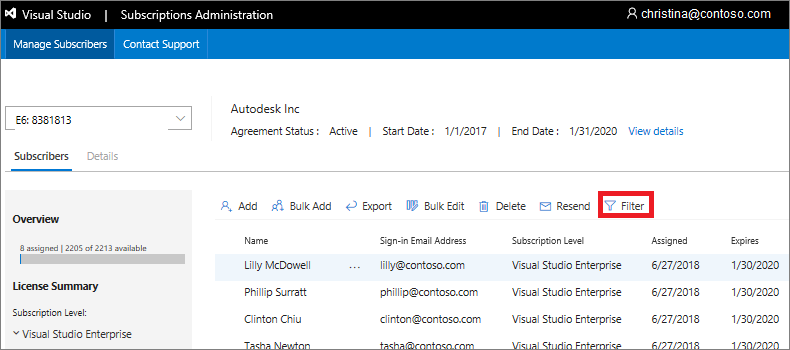 Visual Studio | Subscriptions Administration christina@contoso.com
Manage Subscribers Contact Support
E6: 8381813
Autodesk Inc
Agreement Status : Active | Start Date : 1/1/2017 | End Date : 1/31/2020 View details
Subscribers Details
Add Bulk Add Export Bulk Edit Delete Resend Filter
Overview
8 assigned | 2205 of 2213 available
License Summary
Subscription Level:
Visual Studio Enterprise
Name Sign-in Email Address Subscription Level Assigned Expires
Lilly McDowell ... lilly@contoso.com Visual Studio Enterprise 6/27/2018 1/30/2020
Phillip Surratt phillip@contoso.com Visual Studio Enterprise 6/27/2018 1/30/2020
Clinton Chiu clinton@contoso.com Visual Studio Enterprise 6/27/2018 1/30/2020
Tasha Newton tasha@contoso.com Visual Studio Enterprise 6/27/2018 1/30/2020